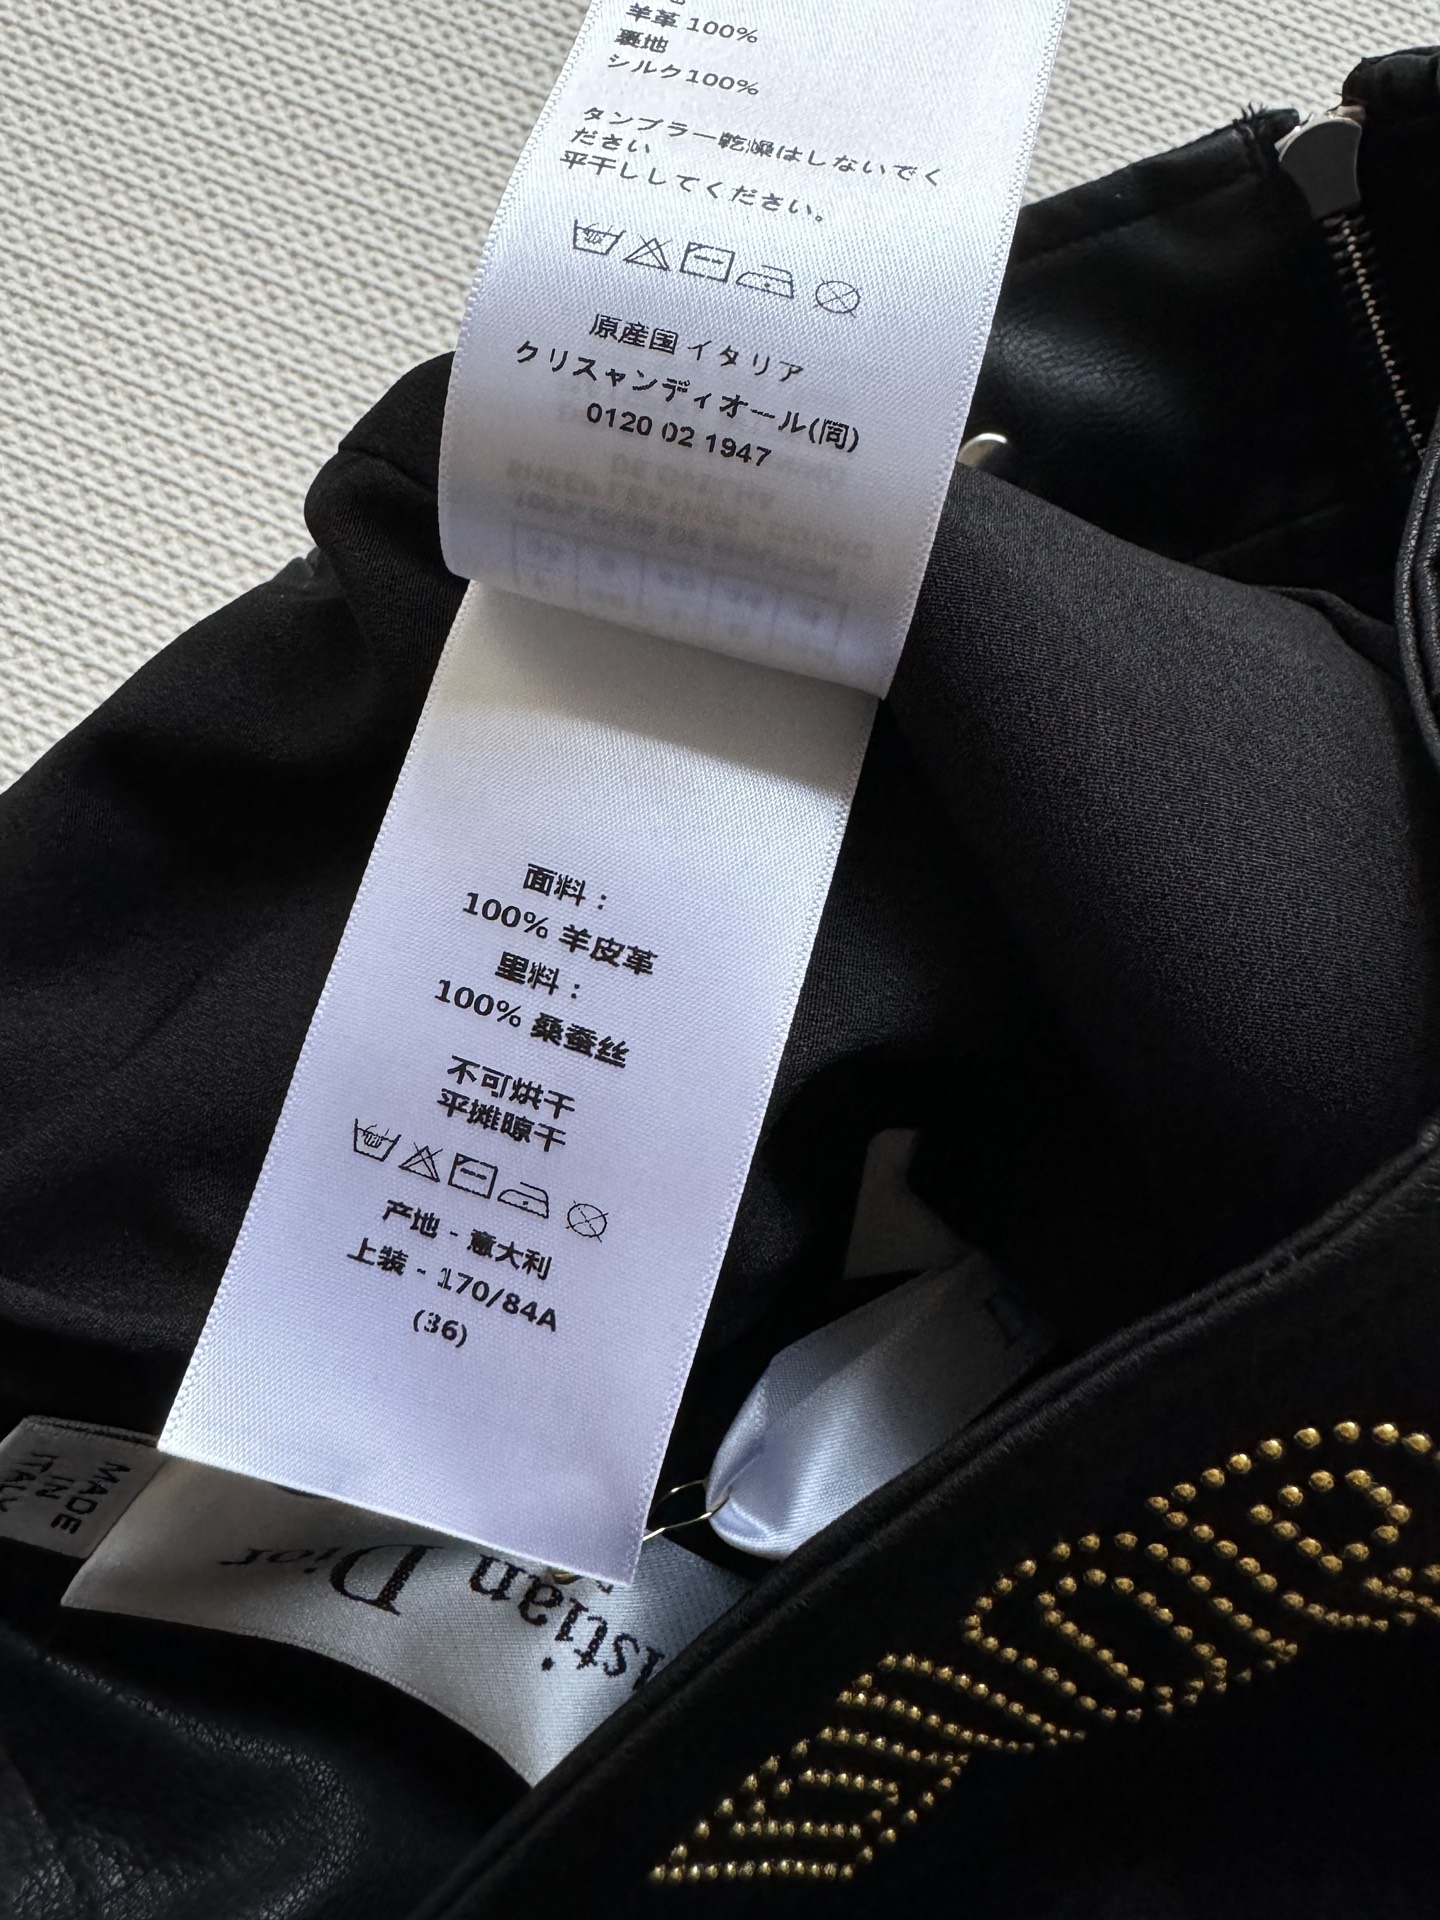 羊革 100%
裏地
シルク100%
タンブラー乾燥はしないでく
ださい
平干ししてください。
原産国 イタリア
クリスャンディオール(同)
0120 02 1947
面料：
100% 羊皮革
里料：
100% 桑蚕丝
不可烘干
平摊晾干
产地 - 意大利
上装 - 170/84A
(36)
MADE
IN
ITALY
stian Dior